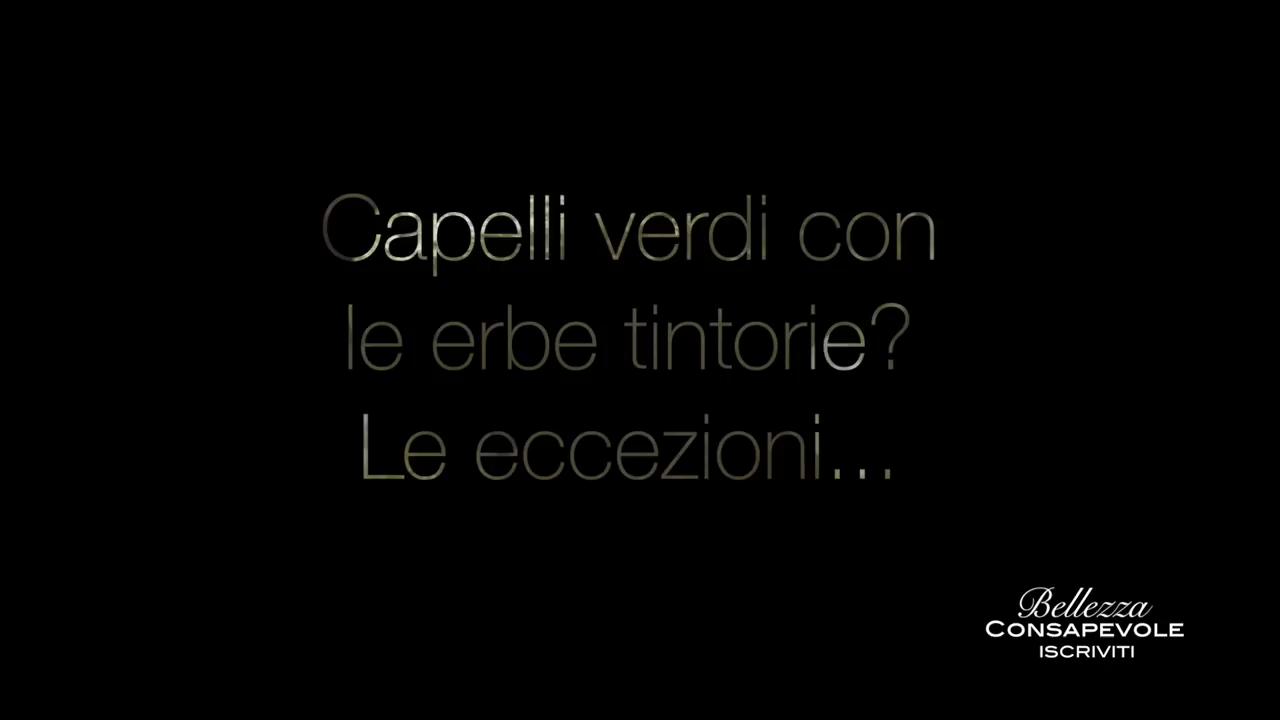 Capelli verdi con
le erbe tintorie?
Le eccezioni...
Bellezza
CONSAPEVOLE
ISCRIVITI